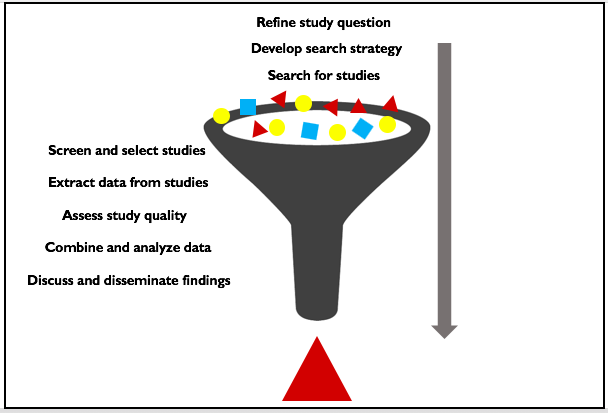 Refine study question
Develop search strategy
Search for studies
Screen and select studies
Extract data from studies
Assess study quality
Combine and analyze data
Discuss and disseminate findings